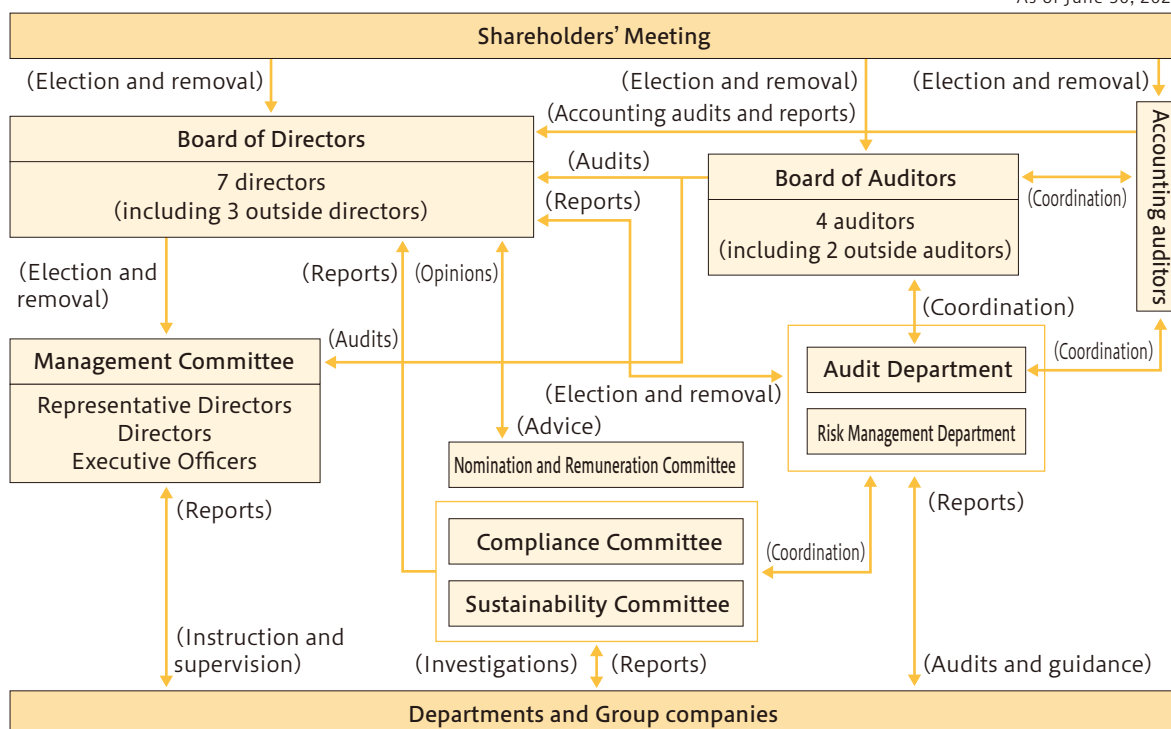 Shareholders' Meeting
(Election and removal)
(Election and removal)
(Election and removal)
(Accounting audits and reports)
Board of Directors
7 directors
(including 3 outside directors)
(Audits)
(Reports)
Board of Auditors
4 auditors
(including 2 outside auditors)
(Coordination)
Accounting auditors
(Election and
removal)
(Reports)
(Opinions)
(Coordination)
(Audits)
Management Committee
Representative Directors
Directors
Executive Officers
(Election and removal)
Audit Department
(Coordination)
Risk Management Department
(Advice)
Nomination and Remuneration Committee
(Reports)
(Reports)
Compliance Committee
(Coordination)
Sustainability Committee
(Instruction and
supervision)
(Investigations)
(Reports)
(Audits and guidance)
Departments and Group companies